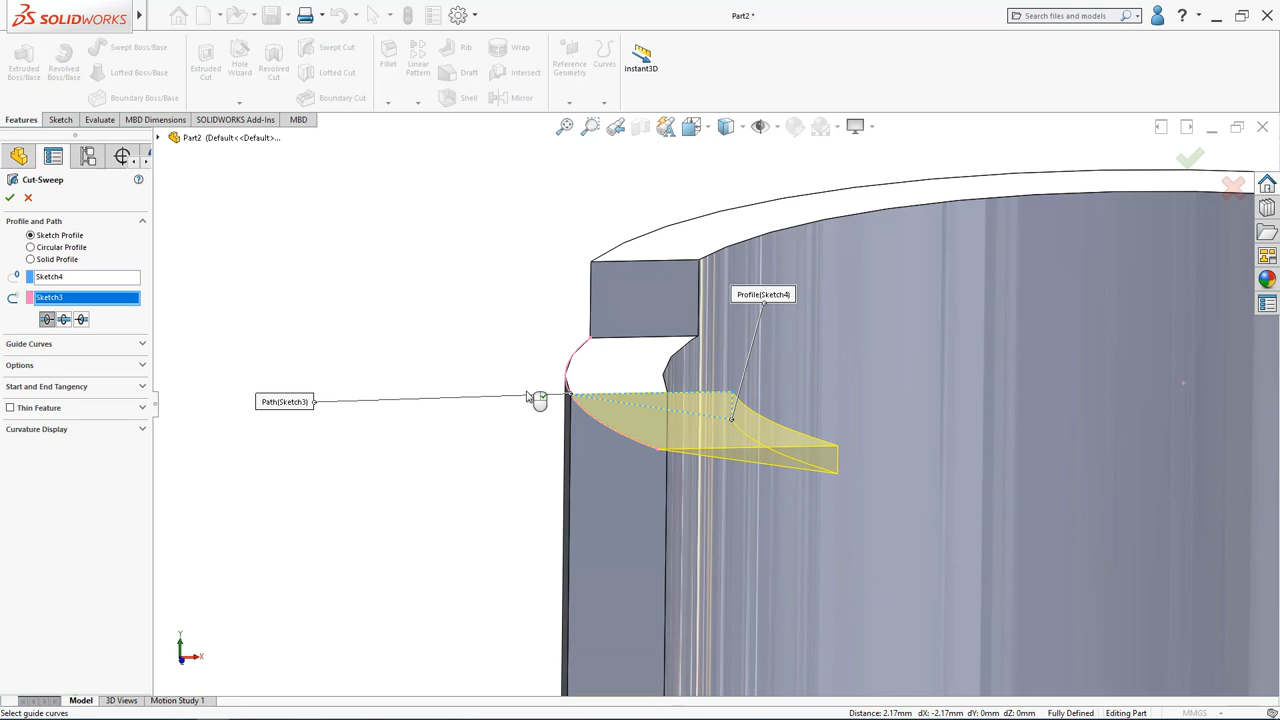 SOLIDWORKS
Part2 *
Search files and models
Extruded Boss/Base
Revolved Boss/Base
Swept Boss/Base
Lofted Boss/Base
Boundary Boss/Base
Extruded Cut
Hole Wizard
Revolved Cut
Swept Cut
Lofted Cut
Boundary Cut
Fillet
Linear Pattern
Rib
Draft
Shell
Wrap
Intersect
Mirror
Reference Geometry
Curves
Instant3D
Features
Sketch
Evaluate
MBD Dimensions
SOLIDWORKS Add-Ins
MBD
Part2 (Default<<Default>...
Cut-Sweep
Profile and Path
Sketch Profile
Circular Profile
Solid Profile
Sketch4
Sketch3
Guide Curves
Options
Start and End Tangency
Thin Feature
Curvature Display
Profile(Sketch4)
Path(Sketch3)
Y
X
Model
3D Views
Motion Study 1
Select guide curves
Distance: 2.17mm dX: -2.17mm dY: 0mm dZ: 0mm
Fully Defined
Editing Part
MMGS